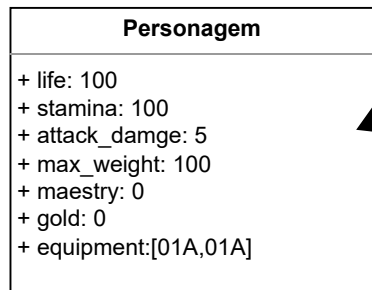 Personagem
+ life: 100
+ stamina: 100
+ attack_damge: 5
+ max_weight: 100
+ maestry: 0
+ gold: 0
+ equipment:[01A,01A]